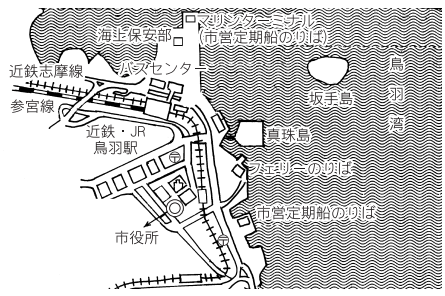 マリンターミナル
(市営定期船のりば)
海上保安部
バスセンター
近鉄志摩線
参宮線
近鉄・JR
鳥羽駅
坂手島
鳥羽湾
真珠島
フェリーのりば
市営定期船のりば
市役所